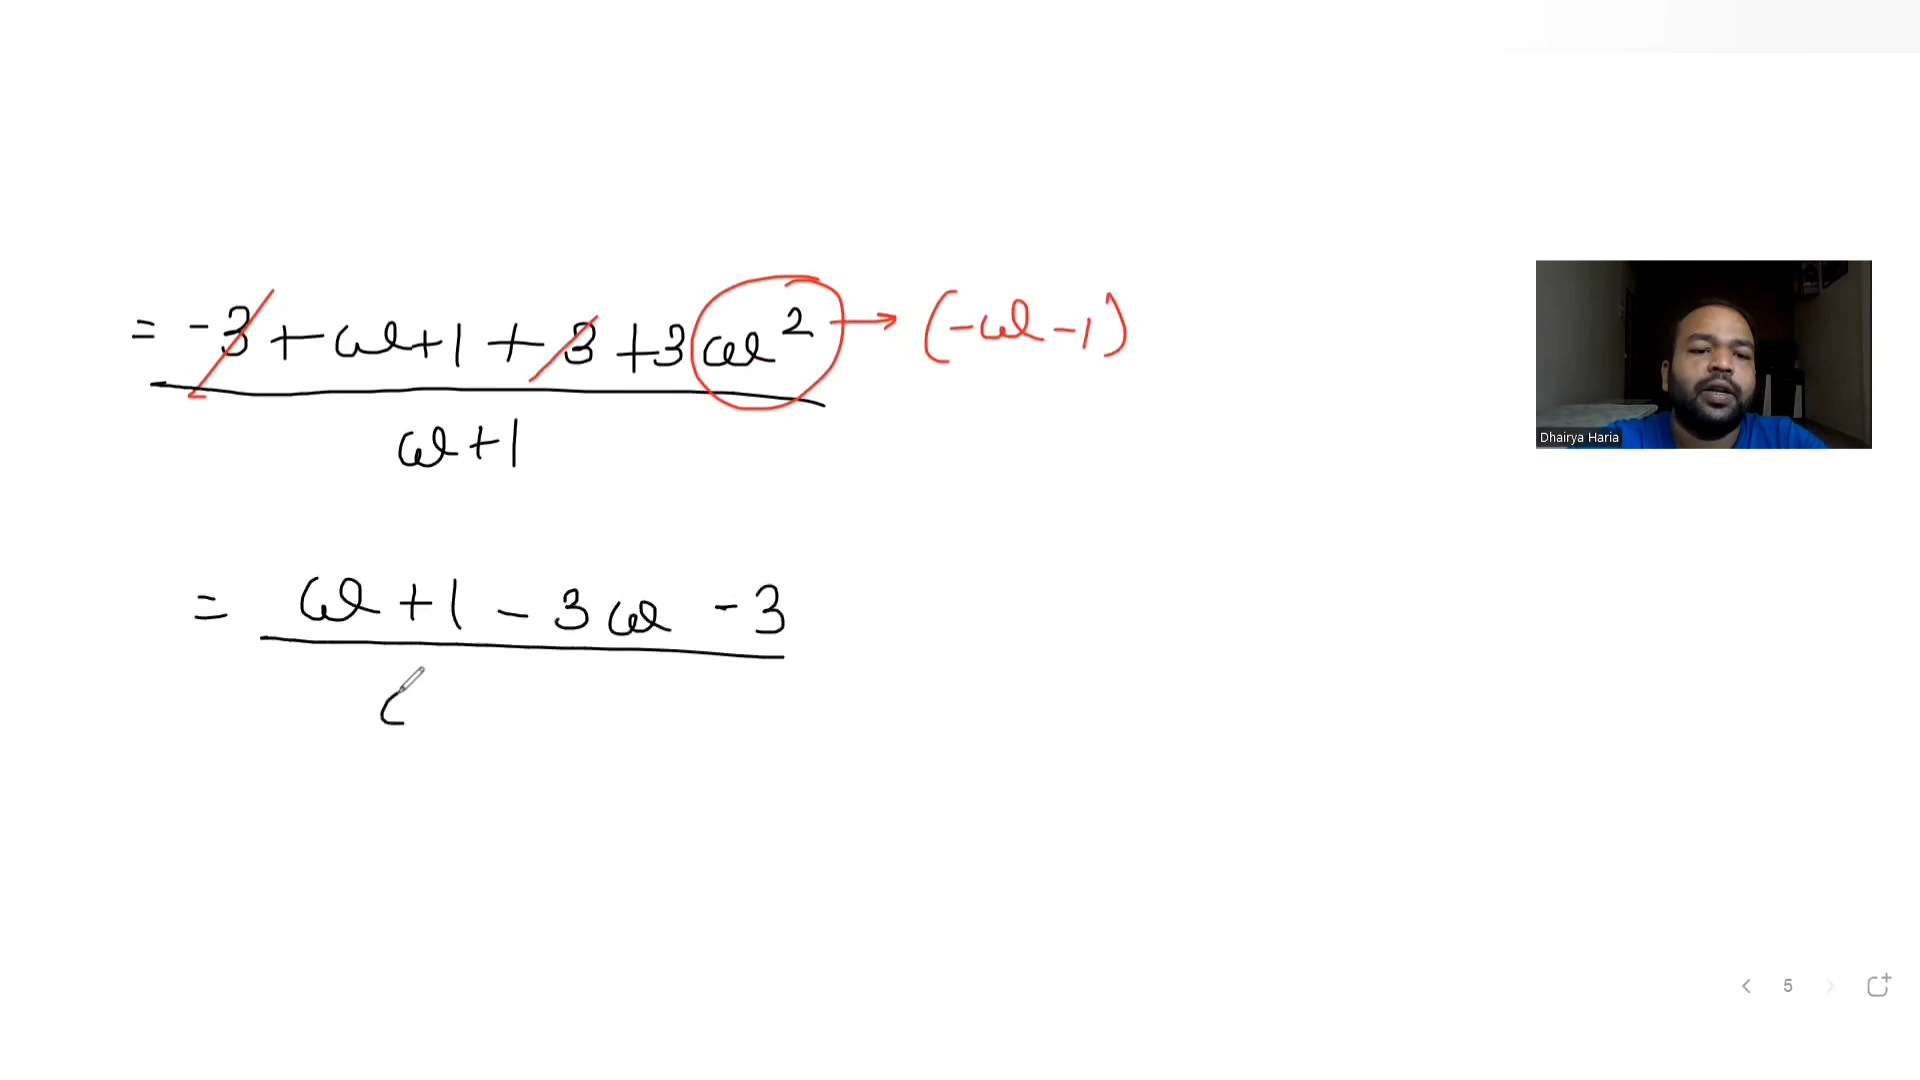 = -3 + ω+1 + 3 +3ω² → (-ω-1)
ω+1
= ω+1 - 3ω - 3
Dhairya Haria
5